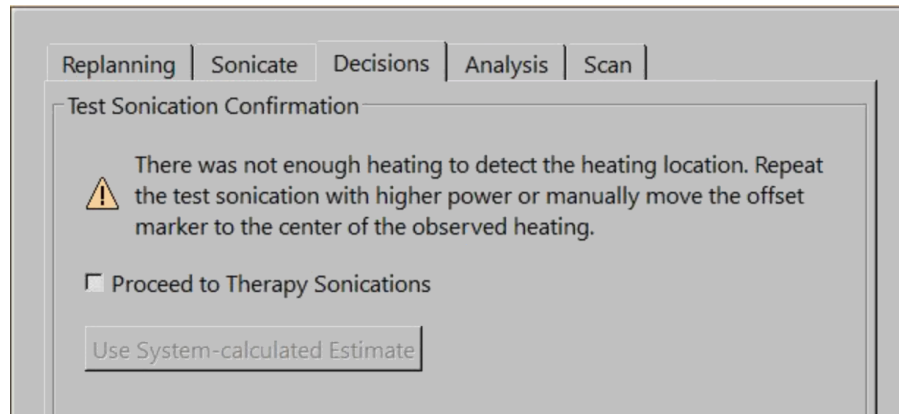 Replanning Sonicate Decisions Analysis Scan
Test Sonication Confirmation
There was not enough heating to detect the heating location. Repeat
the test sonication with higher power or manually move the offset
marker to the center of the observed heating.
Proceed to Therapy Sonications
Use System-calculated Estimate